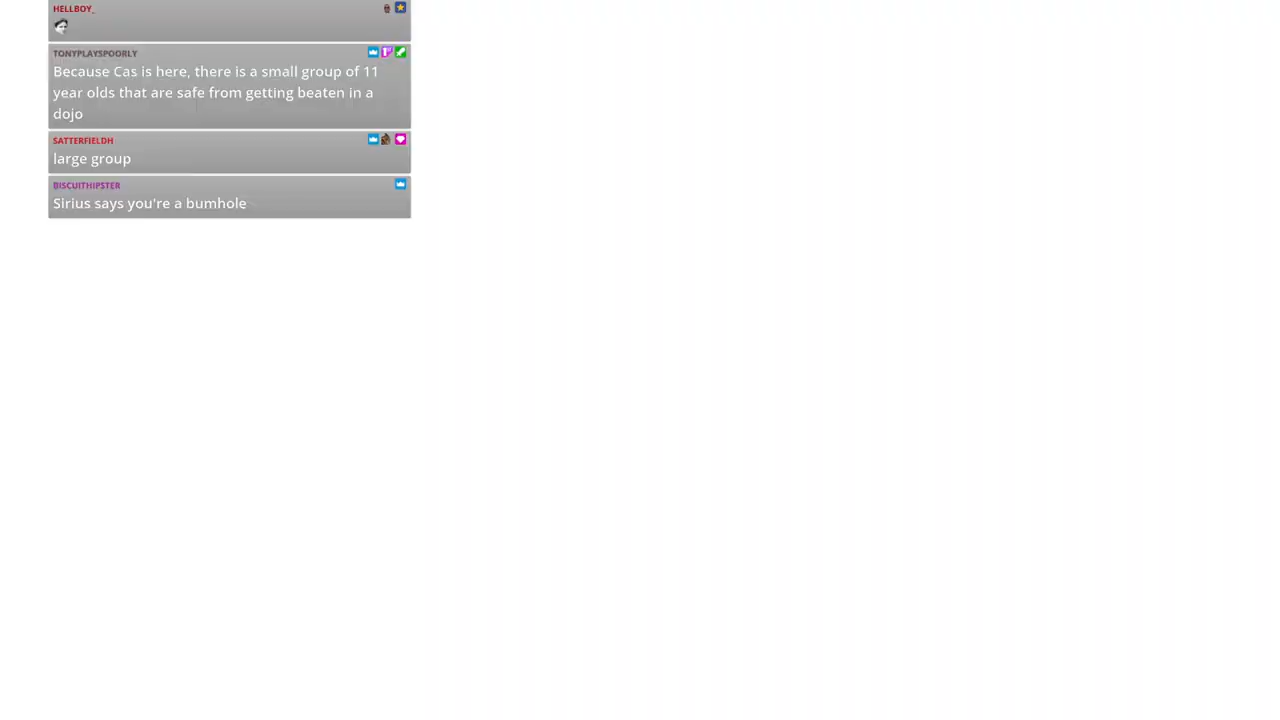 HELLBOY_
TONYPLAYSPOORLY
Because Cas is here, there is a small group of 11
year olds that are safe from getting beaten in a
dojo
SATTERFIELDH
large group
BISCUITHIPSTER
Sirius says you're a bumhole